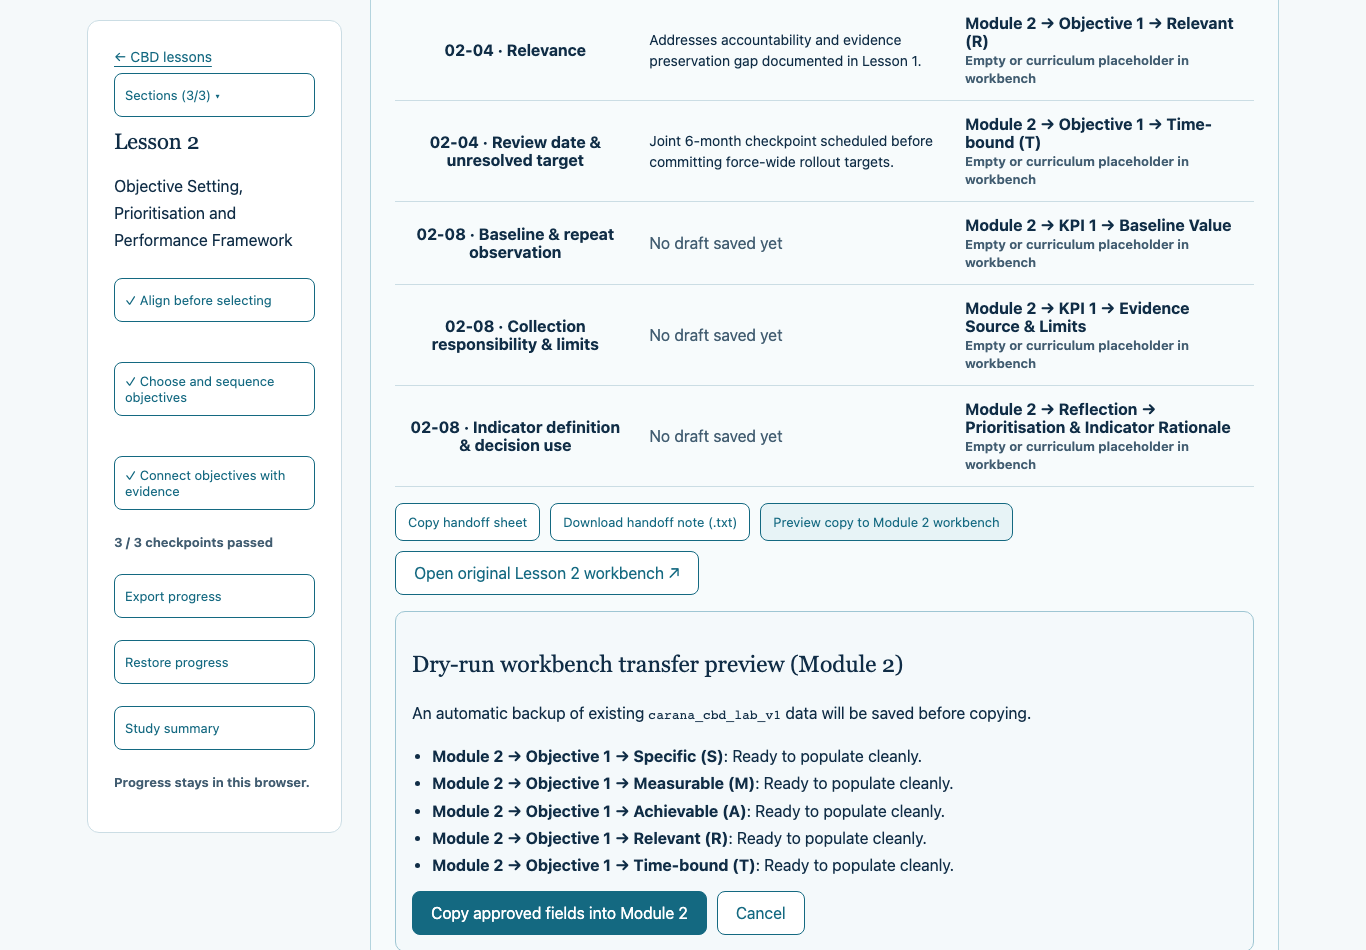 ← CBD lessons
Sections (3/3) ▾
Lesson 2
Objective Setting,
Prioritisation and
Performance Framework
✓ Align before selecting
✓ Choose and sequence
objectives
✓ Connect objectives with
evidence
3 / 3 checkpoints passed
Export progress
Restore progress
Study summary
Progress stays in this browser.
02-04 · Relevance
Addresses accountability and evidence
preservation gap documented in Lesson 1.
Module 2 → Objective 1 → Relevant
(R)
Empty or curriculum placeholder in
workbench
02-04 · Review date &
unresolved target
Joint 6-month checkpoint scheduled before
committing force-wide rollout targets.
Module 2 → Objective 1 → Time-
bound (T)
Empty or curriculum placeholder in
workbench
02-08 · Baseline & repeat
observation
No draft saved yet
Module 2 → KPI 1 → Baseline Value
Empty or curriculum placeholder in
workbench
02-08 · Collection
responsibility & limits
No draft saved yet
Module 2 → KPI 1 → Evidence
Source & Limits
Empty or curriculum placeholder in
workbench
02-08 · Indicator definition
& decision use
No draft saved yet
Module 2 → Reflection →
Prioritisation & Indicator Rationale
Empty or curriculum placeholder in
workbench
Copy handoff sheet
Download handoff note (.txt)
Preview copy to Module 2 workbench
Open original Lesson 2 workbench ↗
Dry-run workbench transfer preview (Module 2)
An automatic backup of existing carana_cbd_lab_v1 data will be saved before copying.
• Module 2 → Objective 1 → Specific (S): Ready to populate cleanly.
• Module 2 → Objective 1 → Measurable (M): Ready to populate cleanly.
• Module 2 → Objective 1 → Achievable (A): Ready to populate cleanly.
• Module 2 → Objective 1 → Relevant (R): Ready to populate cleanly.
• Module 2 → Objective 1 → Time-bound (T): Ready to populate cleanly.
Copy approved fields into Module 2
Cancel